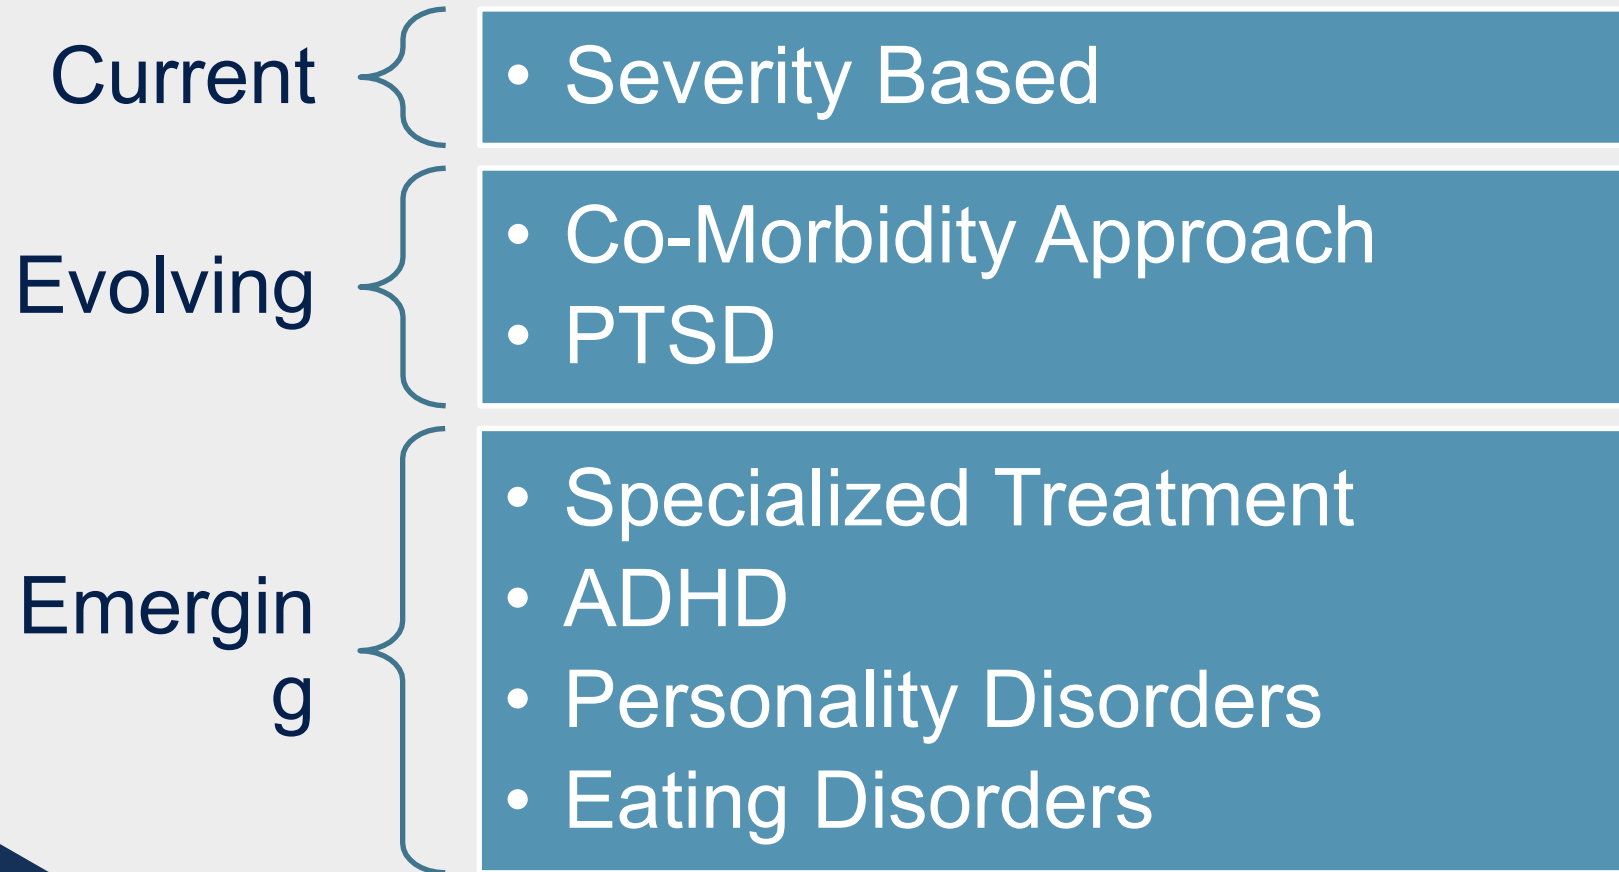 Current
• Severity Based
Evolving
• Co-Morbidity Approach
• PTSD
Emergin
g
• Specialized Treatment
• ADHD
• Personality Disorders
• Eating Disorders